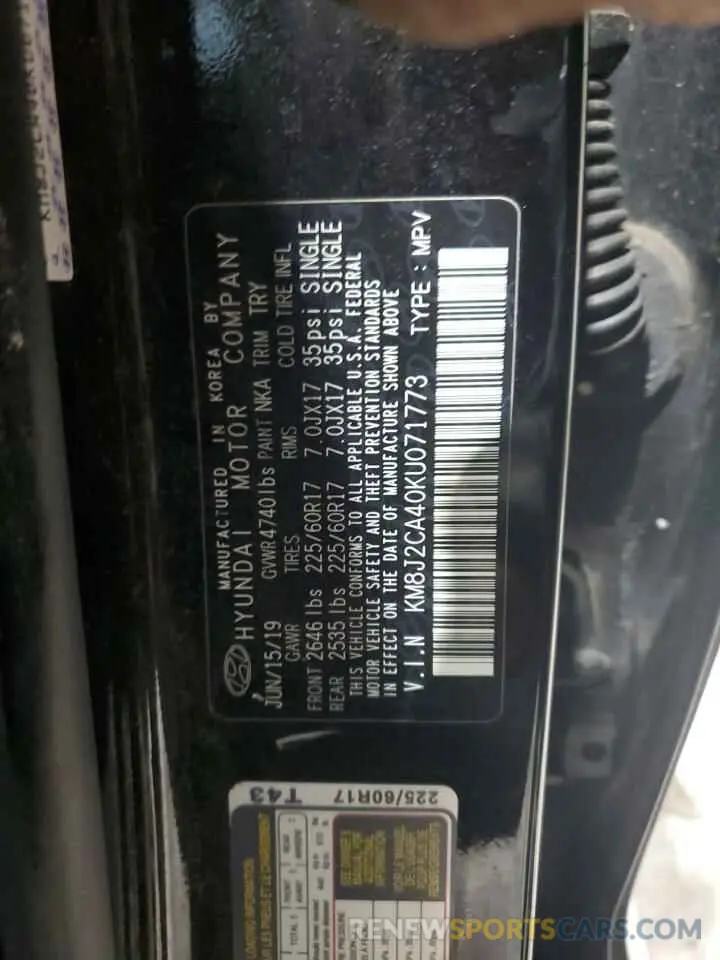 MANUFACTURED IN KOREA BY
HYUNDAI MOTOR COMPANY
JUN/15/19 GVWR 4740lbs PAINT NKA TRIM TRY
GAWR TIRES RIMS COLD TIRE INFL
FRONT 2646 lbs 225/60R17 7.0JX17 35psi SINGLE
REAR 2535 lbs 225/60R17 7.0JX17 35psi SINGLE
THIS VEHICLE CONFORMS TO ALL APPLICABLE U.S.A. FEDERAL
MOTOR VEHICLE SAFETY AND THEFT PREVENTION STANDARDS
IN EFFECT ON THE DATE OF MANUFACTURE SHOWN ABOVE
V.I.N KM8J2CA40KU071773 TYPE : MPV
T43 225/60R17
RENEWSPORTSCARS.COM